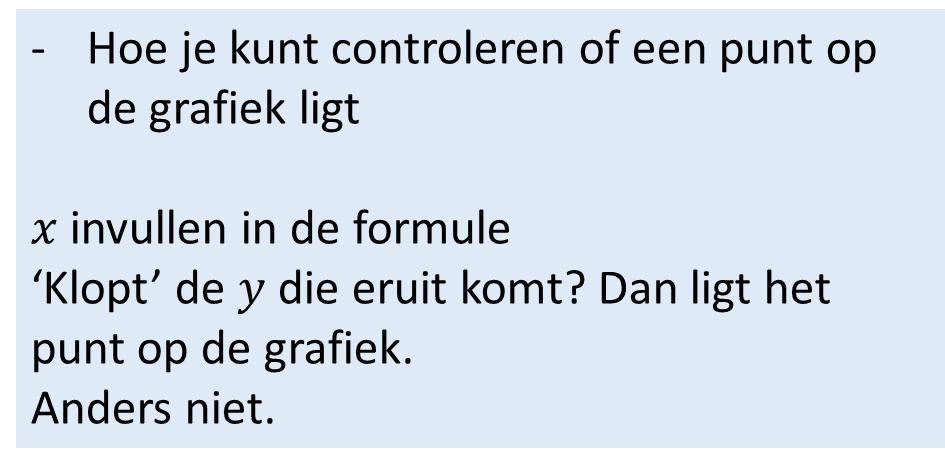 - Hoe je kunt controleren of een punt op
de grafiek ligt
x invullen in de formule
‘Klopt’ de y die eruit komt? Dan ligt het
punt op de grafiek.
Anders niet.